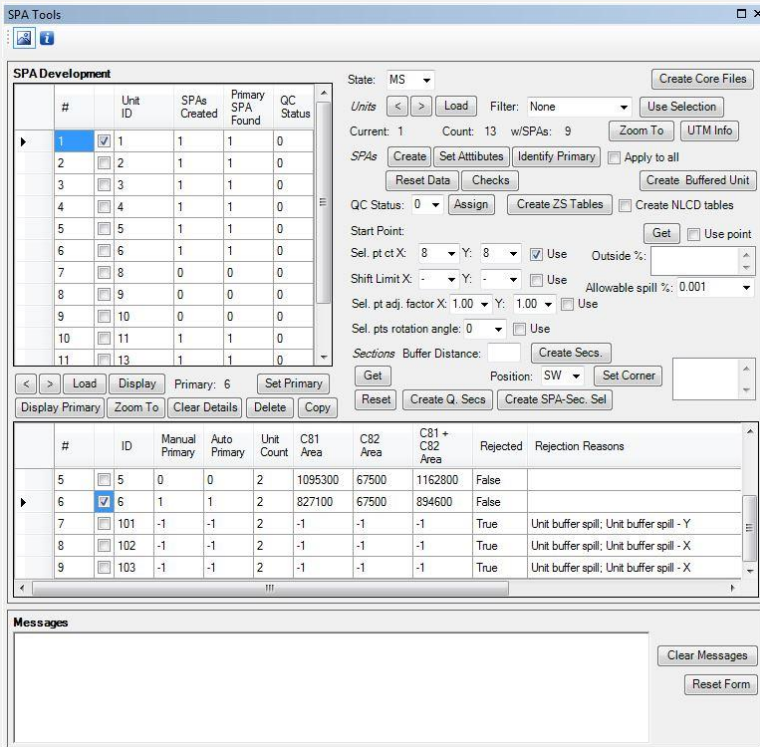 SPA Tools
SPA Development
# Unit ID SPAs Created Primary SPA Found QC Status
1 1 1 1 0
2 2 1 1 0
3 3 1 1 0
4 4 1 1 0
5 5 1 1 0
6 6 1 1 0
7 8 0 0 0
8 9 0 0 0
9 10 0 0 0
10 11 1 1 0
11 13 1 1 0
< > Load Display Primary: 6 Set Primary
Display Primary Zoom To Clear Details Delete Copy
State: MS Create Core Files
Units < > Load Filter: None Use Selection
Current: 1 Count: 13 w/SPAs: 9 Zoom To UTM Info
SPAs Create Set Atttibutes Identify Primary Apply to all
Reset Data Checks Create Buffered Unit
QC Status: 0 Assign Create ZS Tables Create NLCD tables
Start Point: Get Use point
Sel. pt ct X: 8 Y: 8 Use Outside %:
Shift Limit X: - Y: - Use Allowable spill %: 0.001
Sel. pt adj. factor X: 1.00 Y: 1.00 Use
Sel. pts rotation angle: 0 Use
Sections Buffer Distance: Create Secs.
Get Position: SW Set Corner
Reset Create Q. Secs Create SPA-Sec. Sel
# ID Manual Primary Auto Primary Unit Count C81 Area C82 Area C81 + C82 Area Rejected Rejection Reasons
5 5 0 0 2 1095300 67500 1162800 False
6 6 1 1 2 827100 67500 894600 False
7 101 -1 -1 2 -1 -1 -1 True Unit buffer spill; Unit buffer spill - Y
8 102 -1 -1 2 -1 -1 -1 True Unit buffer spill; Unit buffer spill - X
9 103 -1 -1 2 -1 -1 -1 True Unit buffer spill; Unit buffer spill - X
Messages
Clear Messages
Reset Form